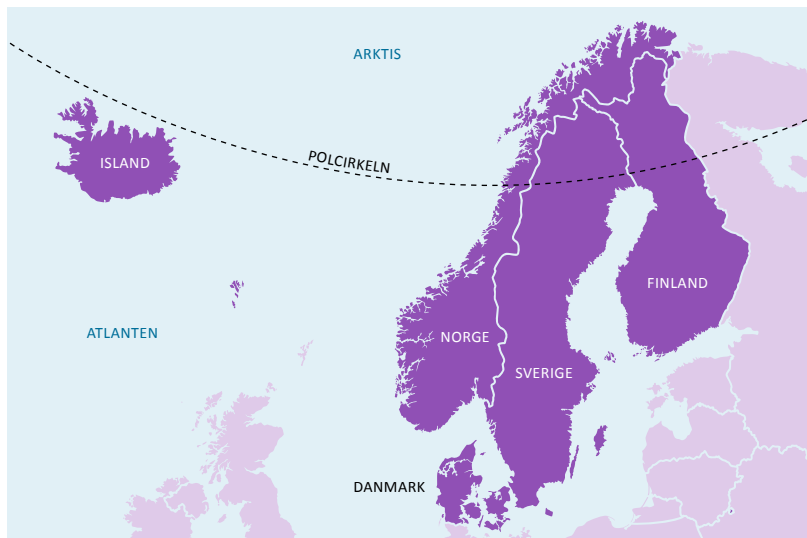 ARKTIS
ISLAND
POLCIRKELN
FINLAND
ATLANTEN
NORGE
SVERIGE
DANMARK